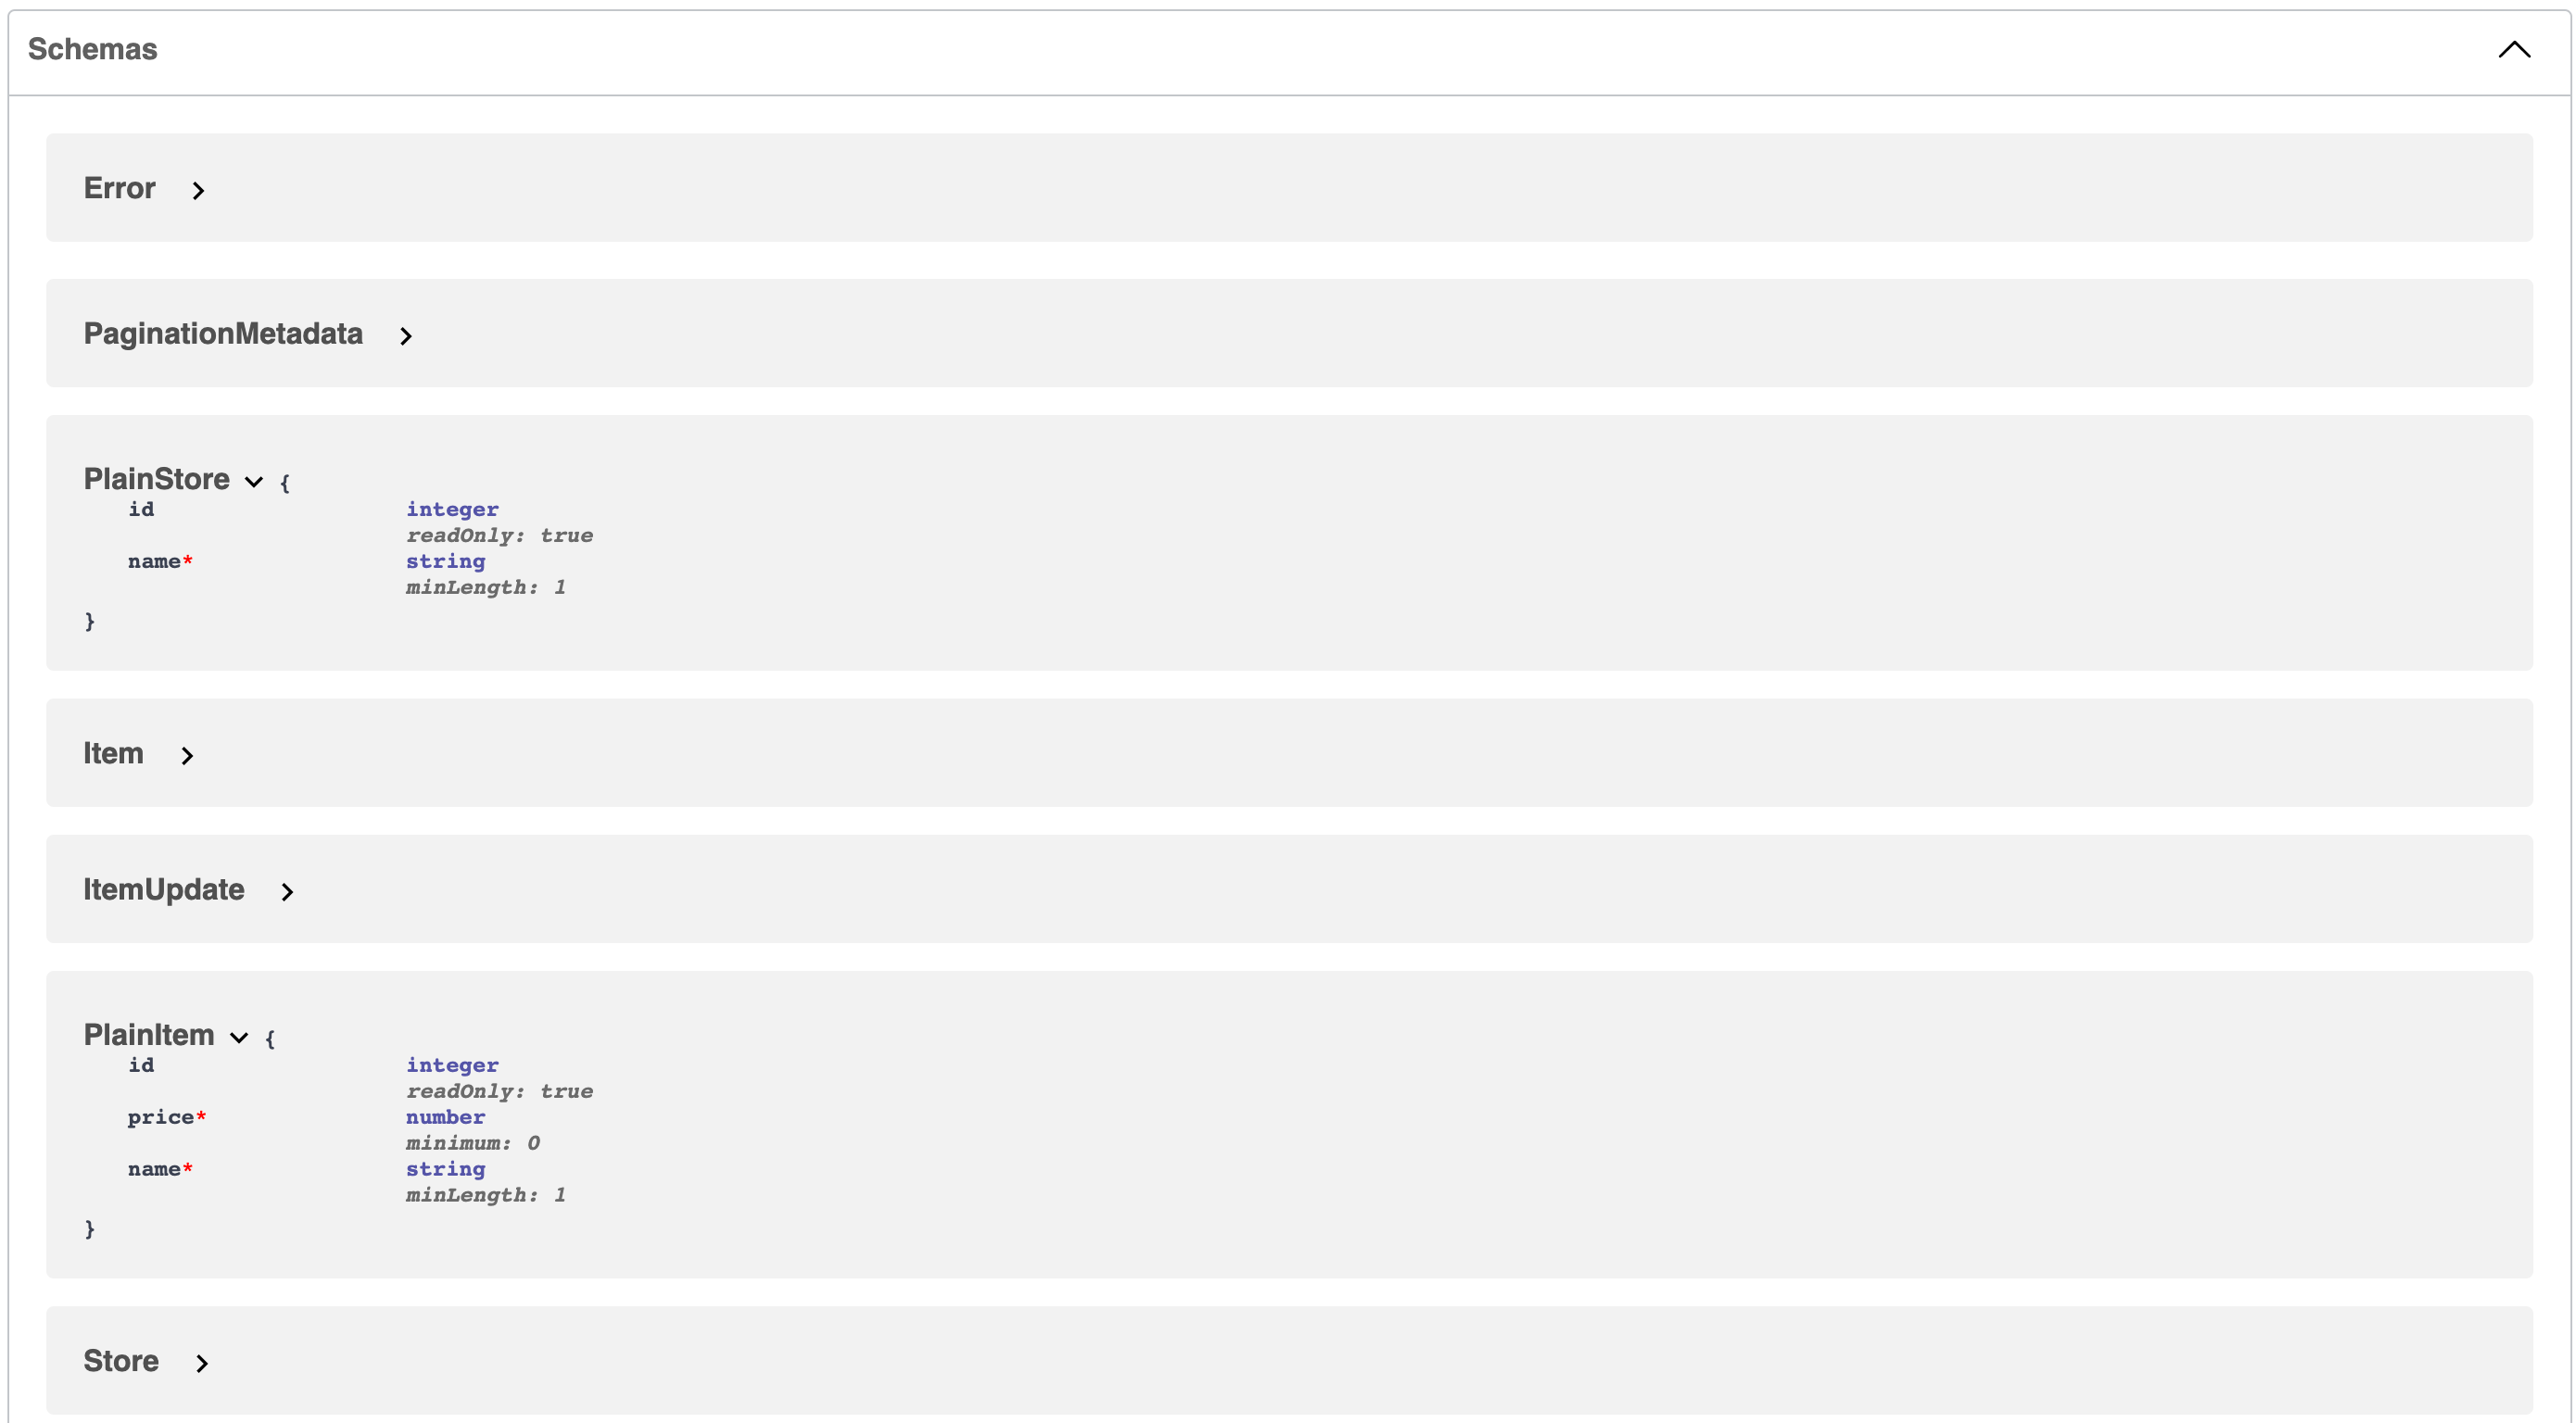 Schemas
Error
PaginationMetadata
PlainStore {
id integer
readOnly: true
name* string
minLength: 1
}
Item
ItemUpdate
PlainItem {
id integer
readOnly: true
price* number
minimum: 0
name* string
minLength: 1
}
Store